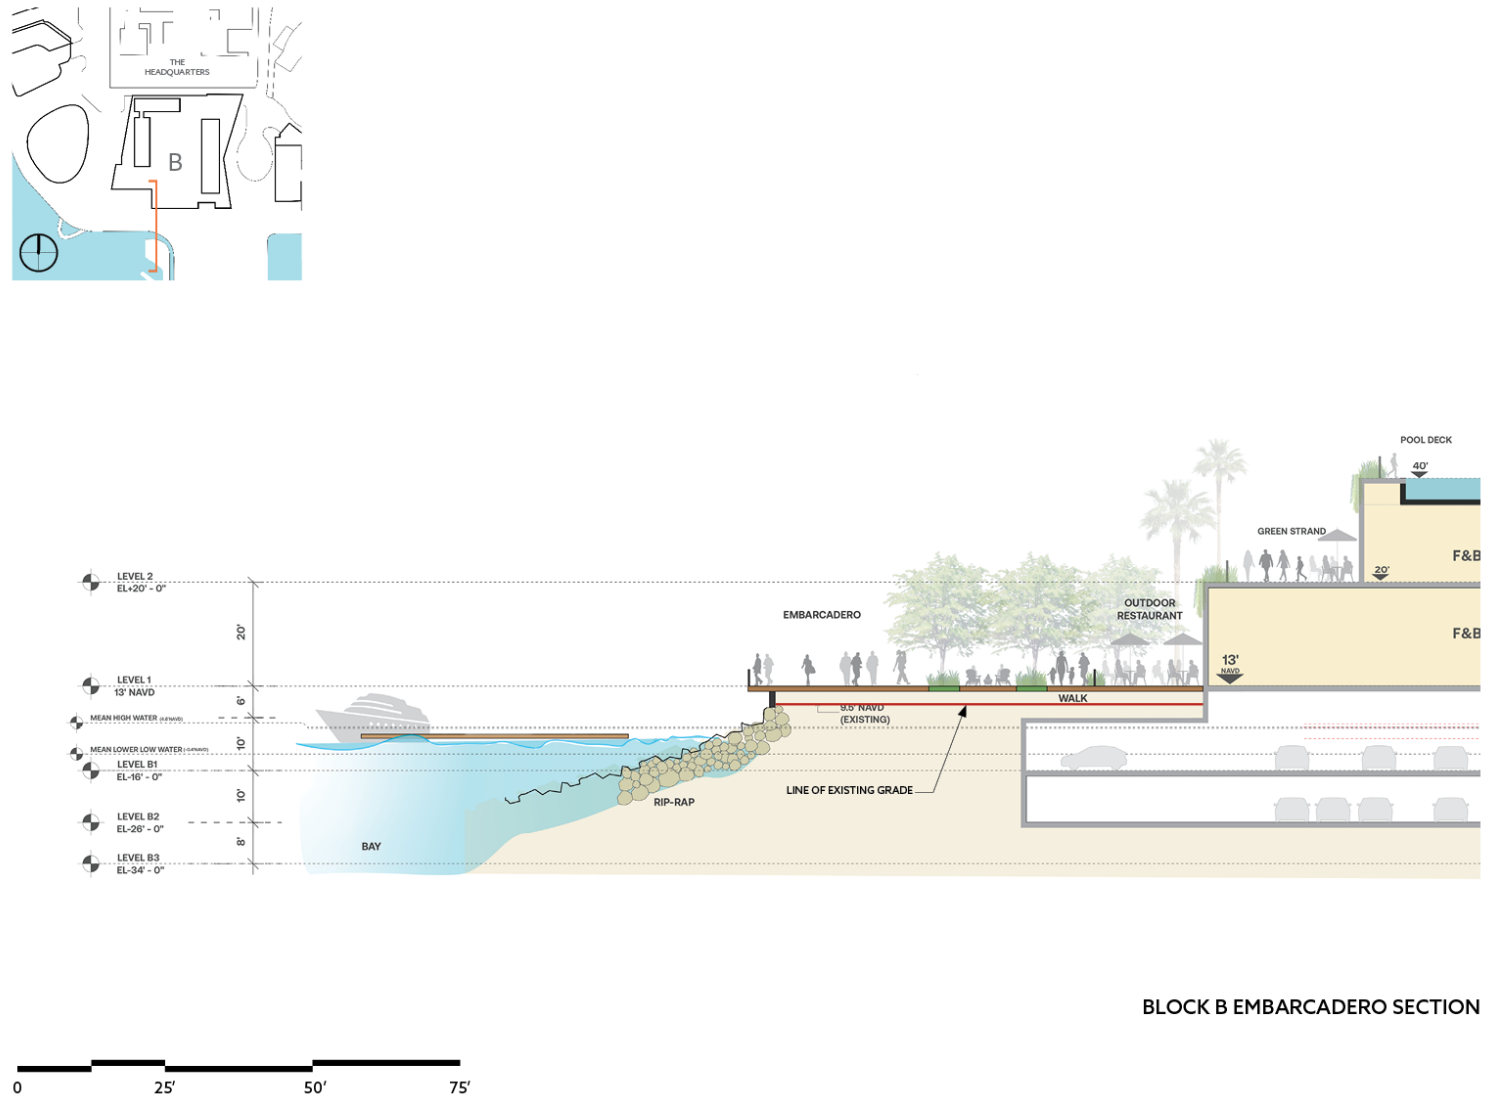 THE
HEADQUARTERS
B
POOL DECK
40'
GREEN STRAND
F&B
20'
LEVEL 2
EL+20' - 0"
OUTDOOR
RESTAURANT
EMBARCADERO
20'
F&B
13'
NAVD
LEVEL 1
13' NAVD
6'
WALK
9.5' NAVD
(EXISTING)
MEAN HIGH WATER
10'
MEAN LOWER LOW WATER
LEVEL B1
EL-16' - 0"
LINE OF EXISTING GRADE
10'
RIP-RAP
LEVEL B2
EL-26' - 0"
8'
BAY
LEVEL B3
EL-34' - 0"
BLOCK B EMBARCADERO SECTION
0 25' 50' 75'